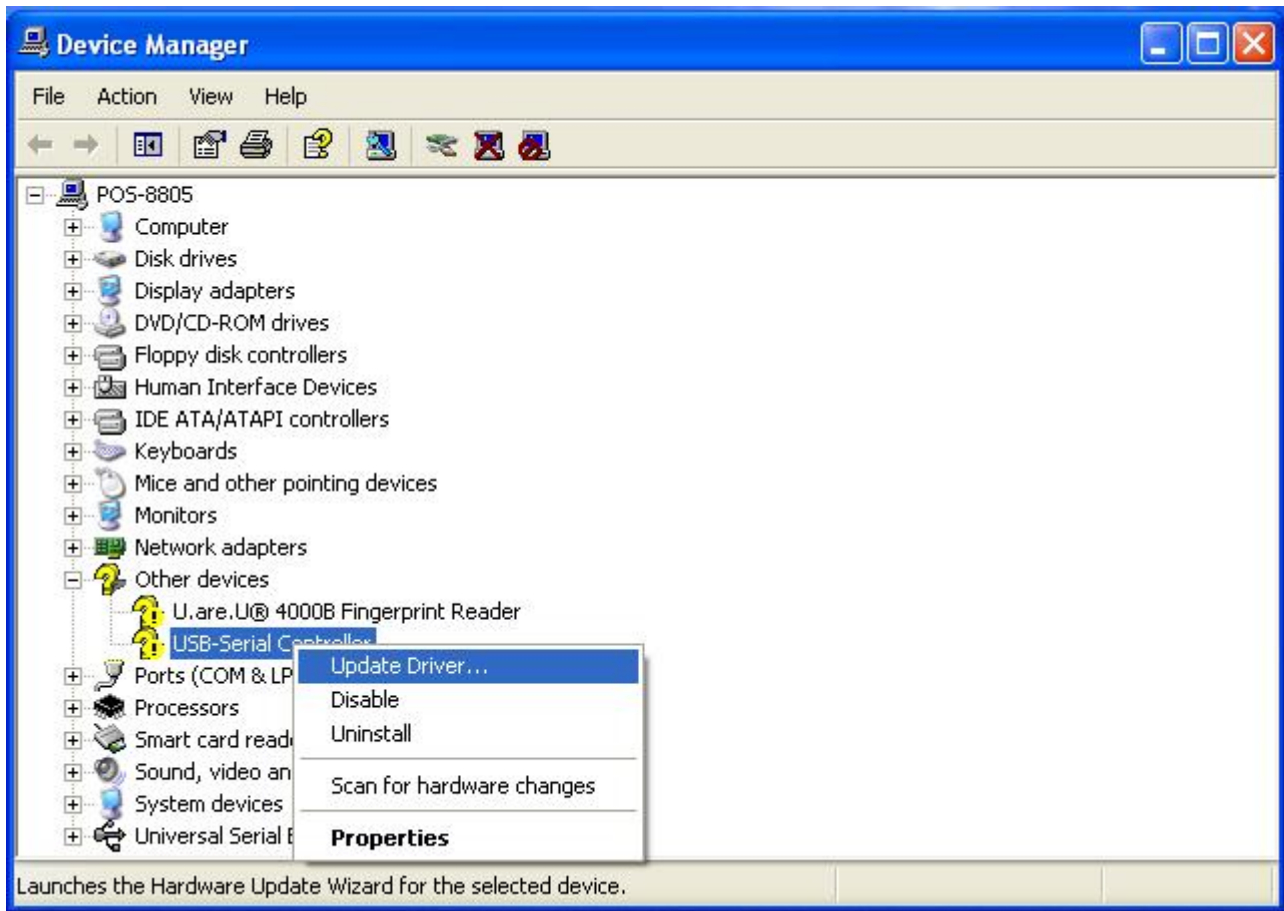 Device Manager
File Action View Help
POS-8805
Computer
Disk drives
Display adapters
DVD/CD-ROM drives
Floppy disk controllers
Human Interface Devices
IDE ATA/ATAPI controllers
Keyboards
Mice and other pointing devices
Monitors
Network adapters
Other devices
U.are.U® 4000B Fingerprint Reader
USB-Serial Controller
Update Driver...
Ports (COM & LP
Disable
Processors
Uninstall
Smart card read
Sound, video an
Scan for hardware changes
System devices
Universal Serial
Properties
Launches the Hardware Update Wizard for the selected device.